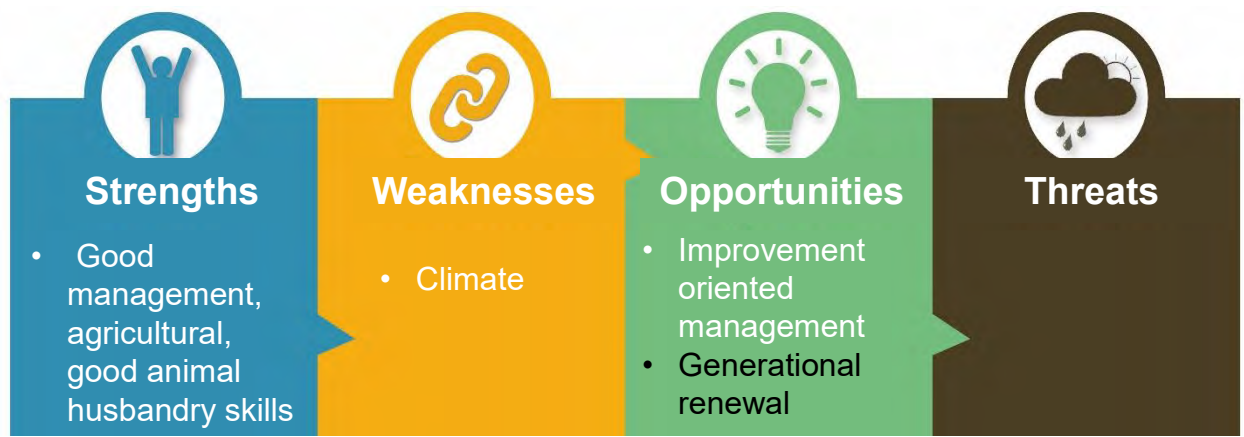 Strengths
• Good
management,
agricultural,
good animal
husbandry skills
Weaknesses
• Climate
Opportunities
• Improvement
oriented
management
• Generational
renewal
Threats